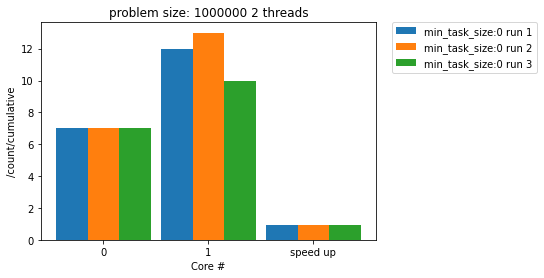 problem size: 1000000 2 threads
min_task_size:0 run 1
min_task_size:0 run 2
min_task_size:0 run 3
/count/cumulative
12
10
8
6
4
2
0
0 1 speed up
Core #